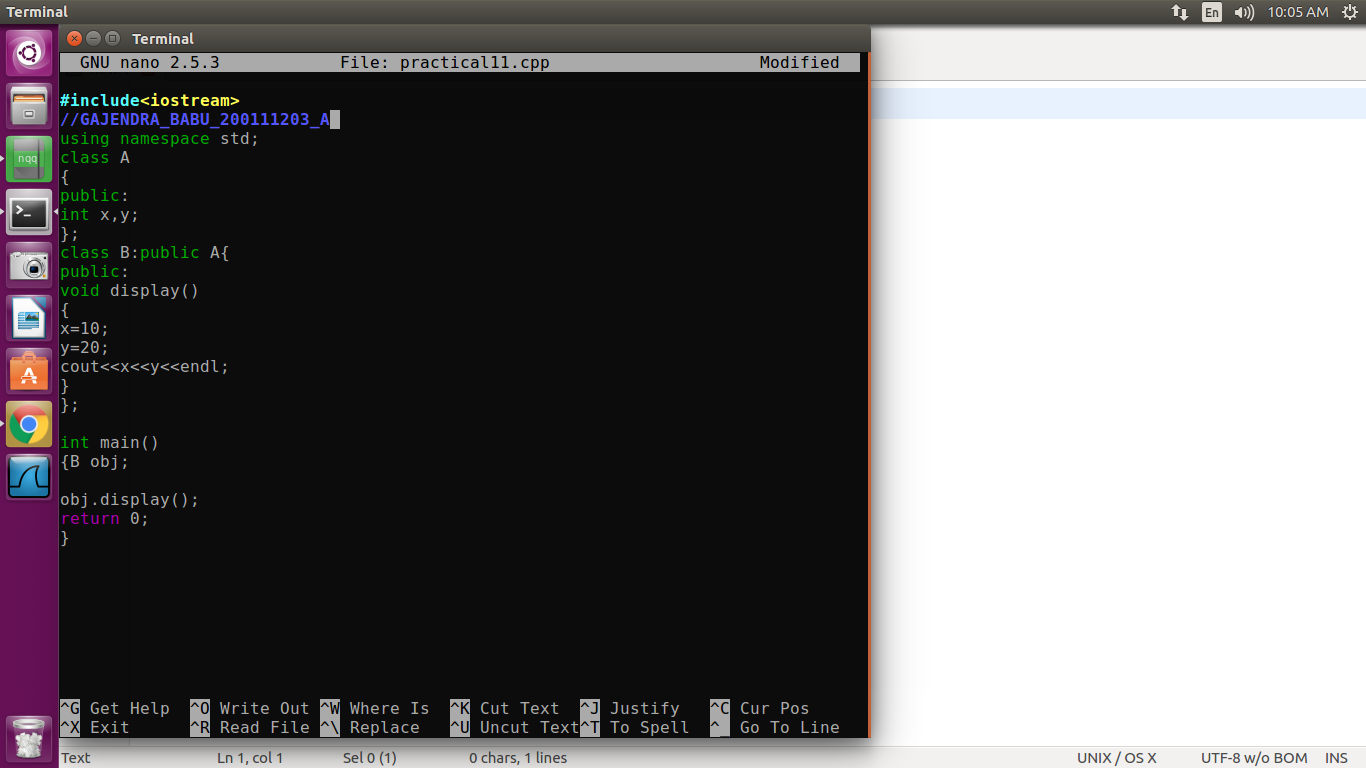 Terminal
En
10:05 AM
Terminal
GNU nano 2.5.3 File: practical11.cpp Modified
#include<iostream>
//GAJENDRA_BABU_200111203_A
using namespace std;
class A
{
public:
int x,y;
};
class B:public A{
public:
void display()
{
x=10;
y=20;
cout<<x<<y<<endl;
}
};
int main()
{B obj;
obj.display();
return 0;
}
nqq
^G Get Help ^O Write Out ^W Where Is ^K Cut Text ^J Justify ^C Cur Pos
^X Exit ^R Read File ^\ Replace ^U Uncut Text^T To Spell ^_ Go To Line
Text Ln 1, col 1 Sel 0 (1) 0 chars, 1 lines UNIX / OS X UTF-8 w/o BOM INS